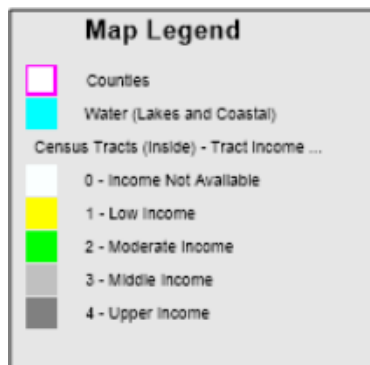 Map Legend
Counties
Water (Lakes and Coastal)
Census Tracts (Inside) - Tract Income ...
0 - Income Not Available
1 - Low Income
2 - Moderate Income
3 - Middle Income
4 - Upper Income